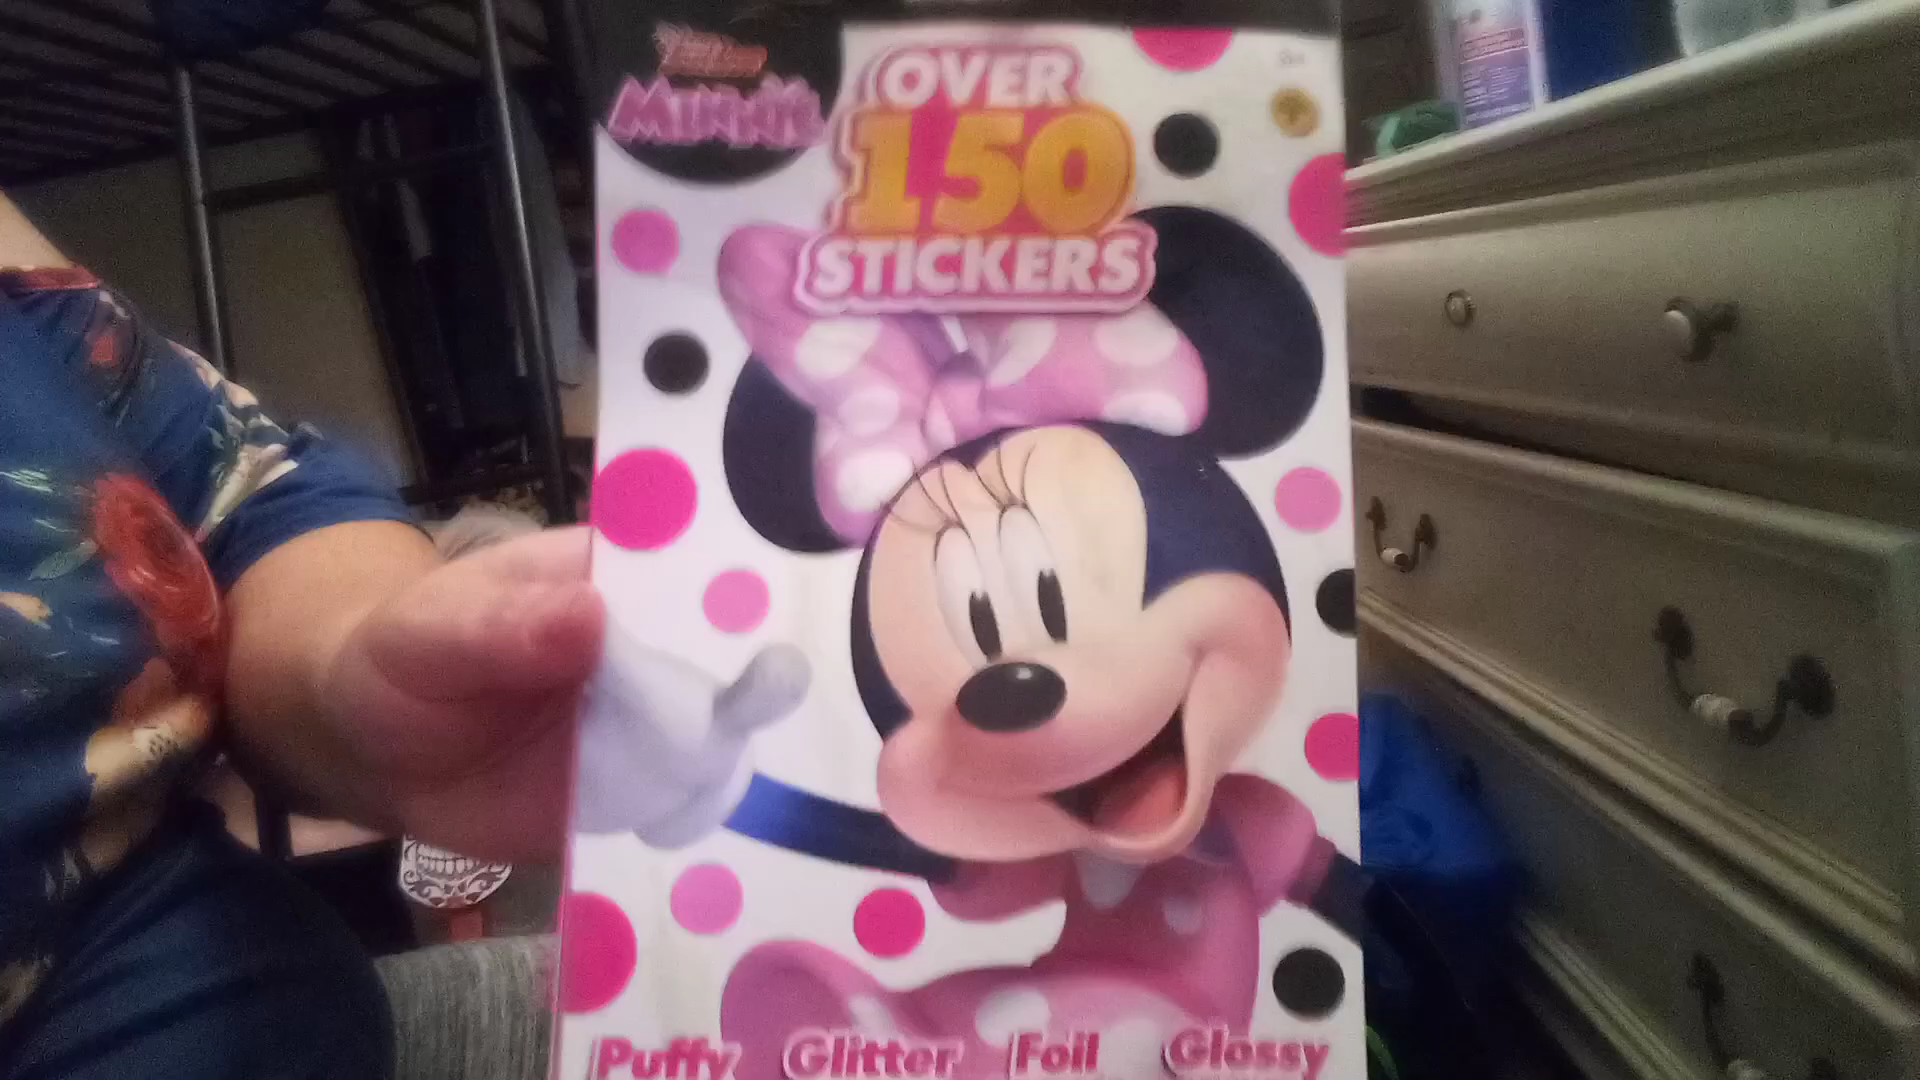 MINNIE
OVER
150
STICKERS
Puffy Glitter Foil Glossy